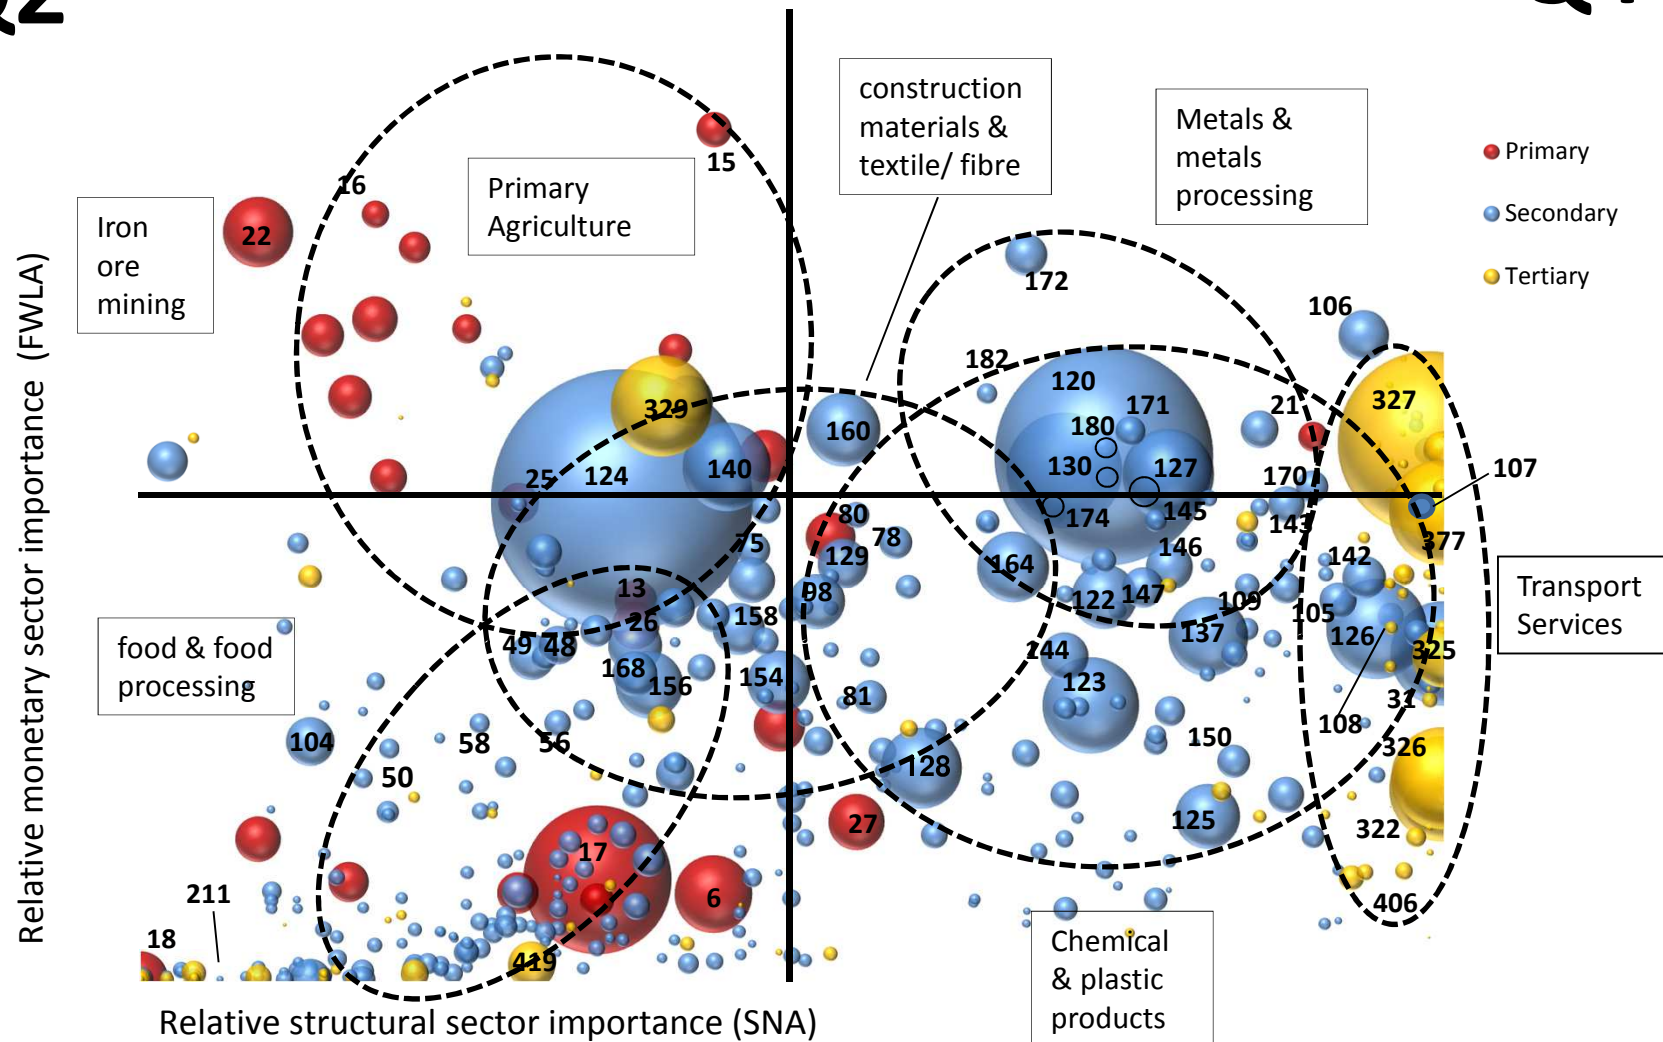 Q2
construction
materials &
textile/ fibre
Metals &
metals
processing
Primary
Secondary
Tertiary
Iron
ore
mining
Primary
Agriculture
15
16
22
172
106
182
120
171
180
130
127
21
327
329
160
124
140
25
170
107
174
145
143
377
80
78
75
129
98
164
146
142
122
147
109
105
137
126
325
13
26
158
49
48
168
156
154
144
123
81
31
108
326
Transport
Services
food & food
processing
104
58
56
50
128
150
125
322
27
17
6
406
211
18
419
Chemical
& plastic
products
Relative monetary sector importance (FWLA)
Relative structural sector importance (SNA)